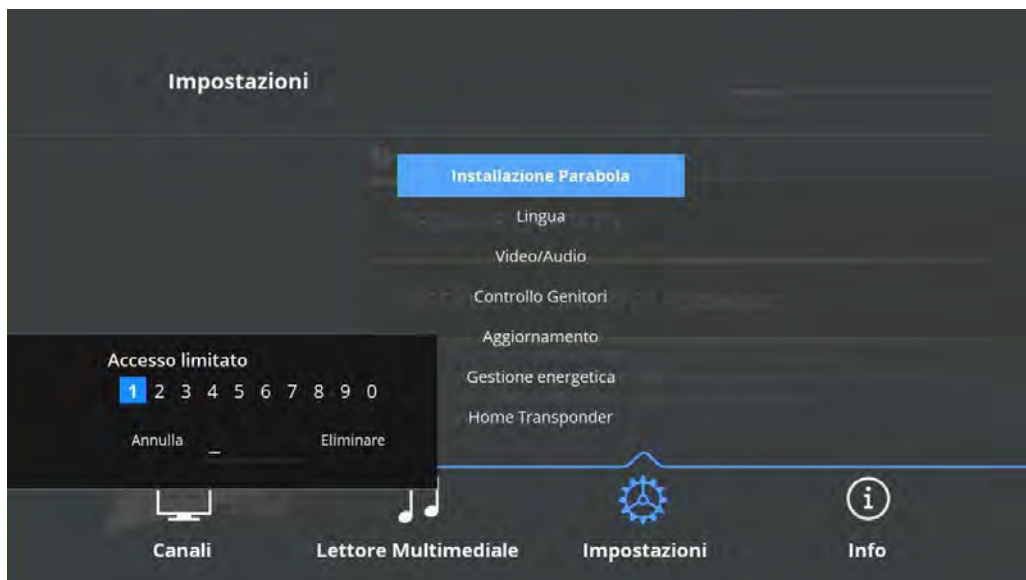 Impostazioni
Installazione Parabola
Lingua
Video/Audio
Controllo Genitori
Aggiornamento
Gestione energetica
Home Transponder
Accesso limitato
1 2 3 4 5 6 7 8 9 0
Annulla _ Eliminare
Canali Lettore Multimediale Impostazioni Info